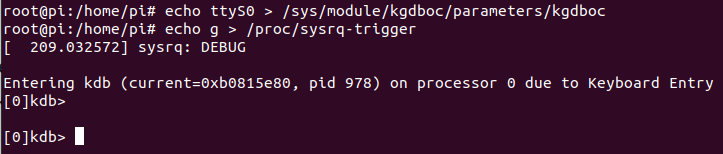 root@pi:/home/pi# echo ttyS0 > /sys/module/kgdboc/parameters/kgdboc
root@pi:/home/pi# echo g > /proc/sysrq-trigger
[  209.032572] sysrq: DEBUG
Entering kdb (current=0xb0815e80, pid 978) on processor 0 due to Keyboard Entry
[0]kdb>
[0]kdb>